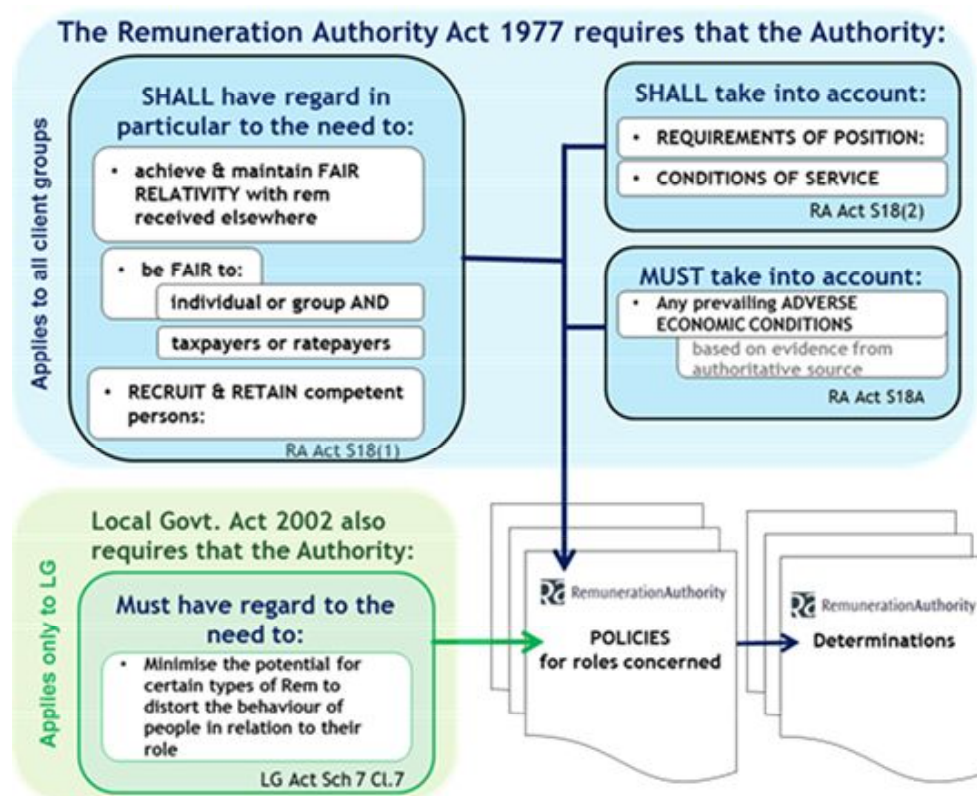 The Remuneration Authority Act 1977 requires that the Authority:
Applies to all client groups
SHALL have regard in
particular to the need to:
• achieve & maintain FAIR
RELATIVITY with rem
received elsewhere
• be FAIR to:
individual or group AND
taxpayers or ratepayers
• RECRUIT & RETAIN competent
persons:
RA Act S18(1)
SHALL take into account:
• REQUIREMENTS OF POSITION:
• CONDITIONS OF SERVICE
RA Act S18(2)
MUST take into account:
• Any prevailing ADVERSE
ECONOMIC CONDITIONS
based on evidence from
authoritative source
RA Act S18A
Applies only to LG
Local Govt. Act 2002 also
requires that the Authority:
Must have regard to the
need to:
• Minimise the potential for
certain types of Rem to
distort the behaviour of
people in relation to their
role
LG Act Sch 7 Cl.7
Ra RemunerationAuthority
POLICIES
for roles concerned
Ra RemunerationAuthority
Determinations